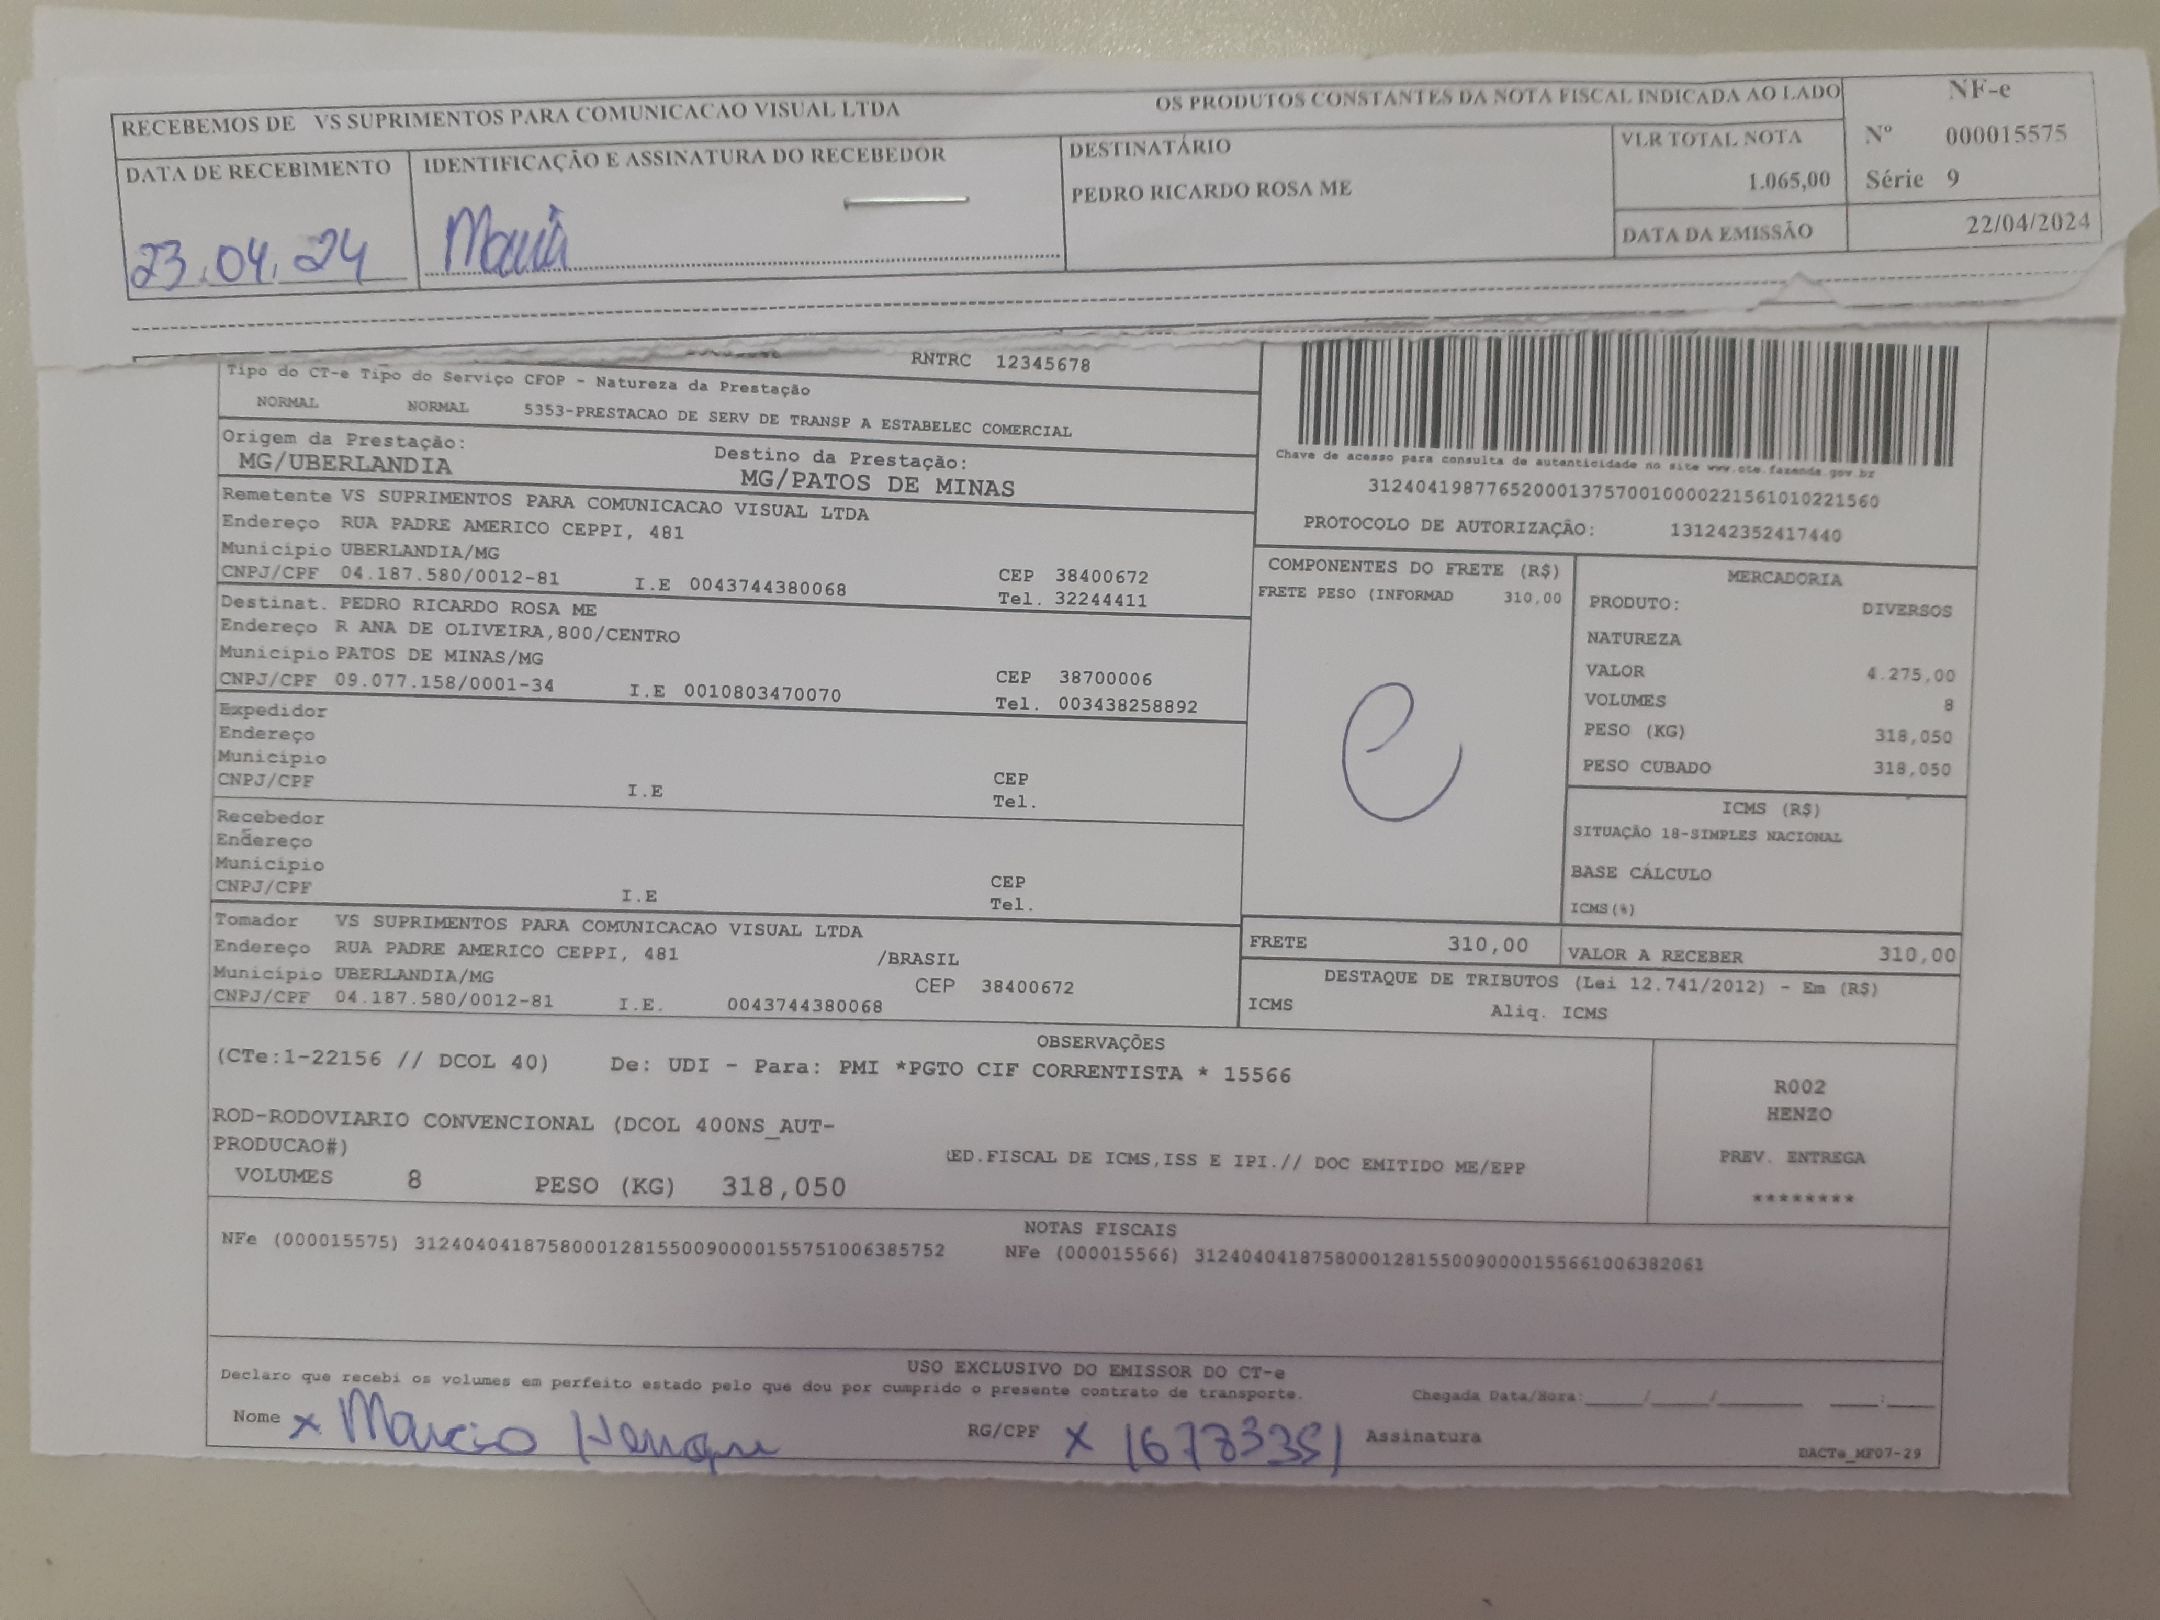 RECEBEMOS DE VS SUPRIMENTOS PARA COMUNICACAO VISUAL LTDA OS PRODUTOS CONSTANTES DA NOTA FISCAL INDICADA AO LADO
NF-e
DATA DE RECEBIMENTO
23.04.24
IDENTIFICAÇÃO E ASSINATURA DO RECEBEDOR
DESTINATÁRIO
PEDRO RICARDO ROSA ME
VLR TOTAL NOTA
1.065,00
Nº 000015575
Série 9
DATA DA EMISSÃO 22/04/2024
RNTRC 12345678
Tipo do CT-e Tipo do Serviço CFOP - Natureza da Prestação
NORMAL NORMAL 5353-PRESTACAO DE SERV DE TRANSP A ESTABELEC COMERCIAL
Origem da Prestação: Destino da Prestação:
MG/UBERLANDIA MG/PATOS DE MINAS
Chave de acesso para consulta de autenticidade no site www.cte.fazenda.gov.br
31240419877652000137570010000221561010221560
PROTOCOLO DE AUTORIZAÇÃO: 131242352417440
Remetente VS SUPRIMENTOS PARA COMUNICACAO VISUAL LTDA
Endereço RUA PADRE AMERICO CEPPI, 481
Município UBERLANDIA/MG
CNPJ/CPF 04.187.580/0012-81 I.E 0043744380068 CEP 38400672
Tel. 32244411
Destinat. PEDRO RICARDO ROSA ME
Endereço R ANA DE OLIVEIRA,800/CENTRO
Município PATOS DE MINAS/MG
CNPJ/CPF 09.077.158/0001-34 I.E 0010803470070 CEP 38700006
Tel. 003438258892
Expedidor
Endereço
Município
CNPJ/CPF I.E CEP
Tel.
Recebedor
Endereço
Município
CNPJ/CPF I.E CEP
Tel.
Tomador VS SUPRIMENTOS PARA COMUNICACAO VISUAL LTDA
Endereço RUA PADRE AMERICO CEPPI, 481 /BRASIL
Município UBERLANDIA/MG CEP 38400672
CNPJ/CPF 04.187.580/0012-81 I.E. 0043744380068
COMPONENTES DO FRETE (R$)
FRETE PESO (INFORMAD 310,00
MERCADORIA
PRODUTO: DIVERSOS
NATUREZA
VALOR 4.275,00
VOLUMES 8
PESO (KG) 318,050
PESO CUBADO 318,050
ICMS (R$)
SITUAÇÃO 18-SIMPLES NACIONAL
BASE CÁLCULO
ICMS(%)
FRETE 310,00 VALOR A RECEBER 310,00
DESTAQUE DE TRIBUTOS (Lei 12.741/2012) - Em (R$)
ICMS Aliq. ICMS
OBSERVAÇÕES
(CTe:1-22156 // DCOL 40) De: UDI - Para: PMI *PGTO CIF CORRENTISTA * 15566
ROD-RODOVIARIO CONVENCIONAL (DCOL 400NS_AUT-
PRODUCAO#)
ED.FISCAL DE ICMS,ISS E IPI.// DOC EMITIDO ME/EPP
VOLUMES 8 PESO (KG) 318,050
R002
HENZO
PREV. ENTREGA
********
NOTAS FISCAIS
NFe (000015575) 31240404187580001281550090000155751006385752 NFe (000015566) 31240404187580001281550090000155661006382061
USO EXCLUSIVO DO EMISSOR DO CT-e
Declaro que recebi os volumes em perfeito estado pelo que dou por cumprido o presente contrato de transporte. Chegada Data/Hora:____/____/______ ____:____
Nome x Marcio Henrique RG/CPF x 16783351 Assinatura
DACTe_MF07-29